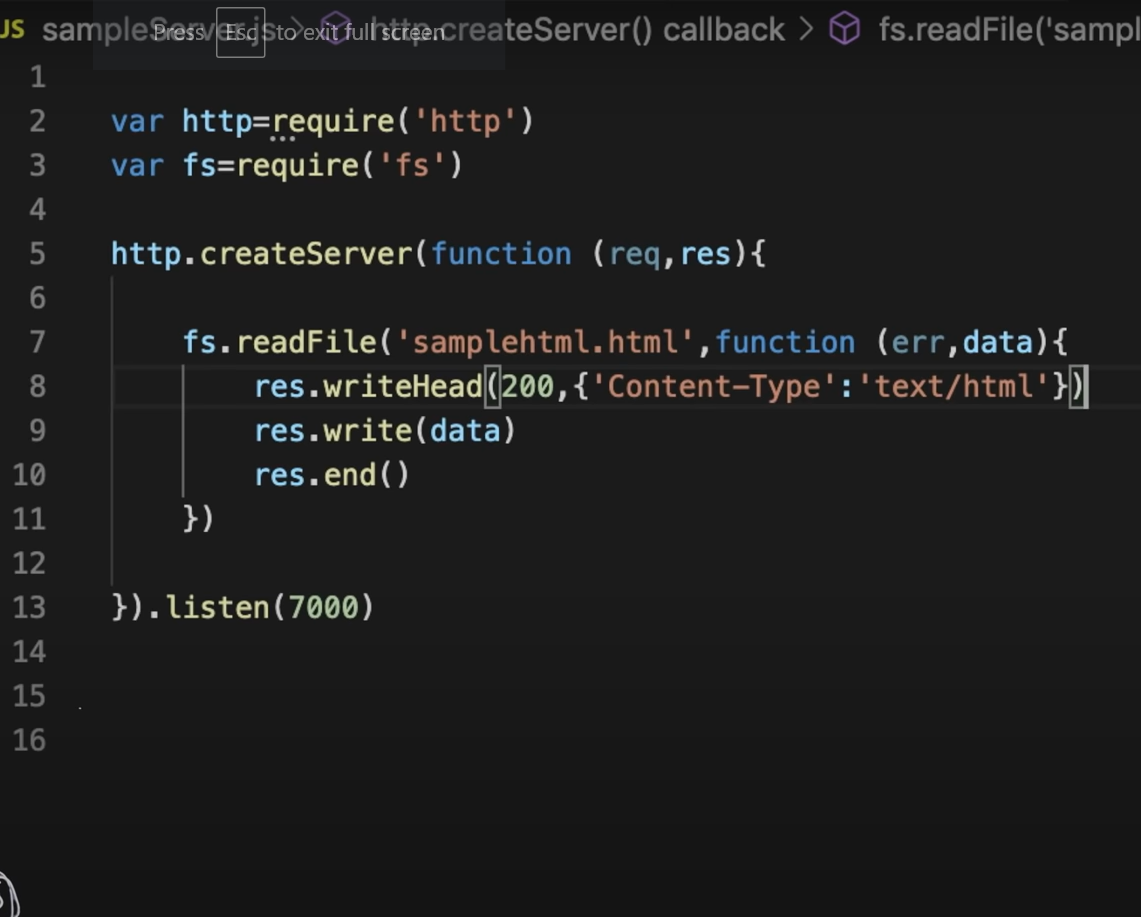 JS sampleServer.js > http.createServer() callback > fs.readFile('sampl
Press Esc to exit full screen
1
2 var http=require('http')
3 var fs=require('fs')
4
5 http.createServer(function (req,res){
6
7 fs.readFile('samplehtml.html',function (err,data){
8 res.writeHead(200,{'Content-Type':'text/html'})
9 res.write(data)
10 res.end()
11 })
12
13 }).listen(7000)
14
15
16